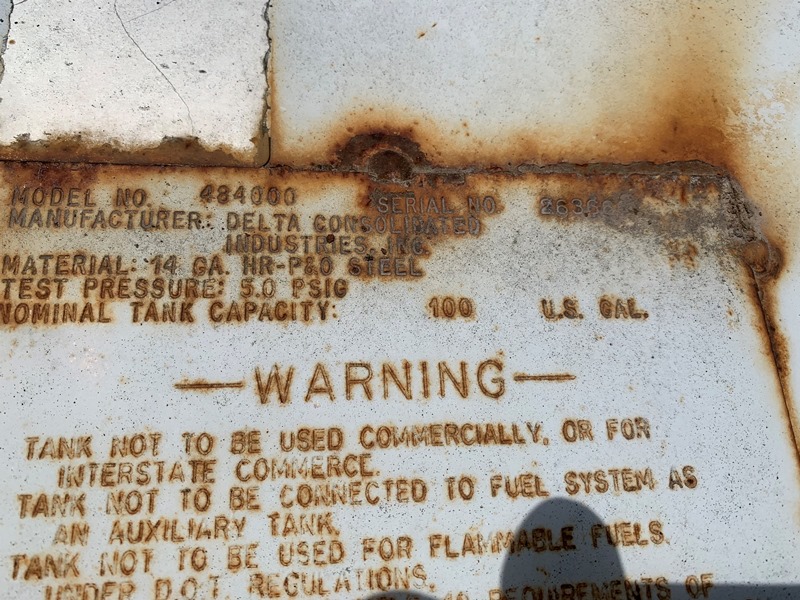 MODEL NO. 484000 SERIAL NO.
MANUFACTURER: DELTA CONSOLIDATED
INDUSTRIES, INC.
MATERIAL: 14 GA. HR-P&O STEEL
TEST PRESSURE: 5.0 PSIG
NOMINAL TANK CAPACITY: 100 U.S. GAL.
—WARNING—
TANK NOT TO BE USED COMMERCIALLY, OR FOR
INTERSTATE COMMERCE.
TANK NOT TO BE CONNECTED TO FUEL SYSTEM AS
AN AUXILIARY TANK.
TANK NOT TO BE USED FOR FLAMMABLE FUELS.
UNDER D.O.T. REGULATIONS.
REQUIREMENTS OF